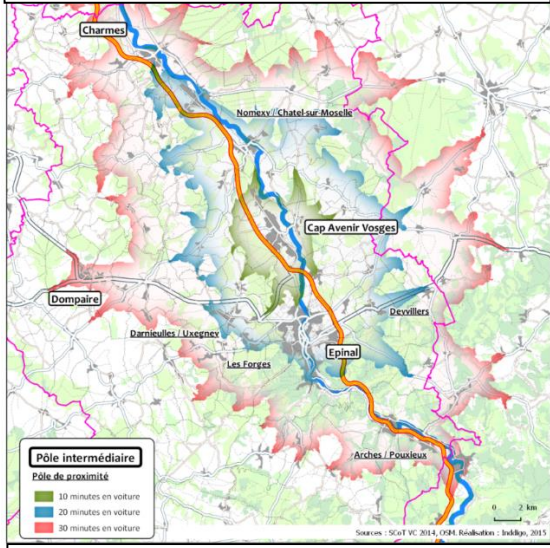 Charmes
Nomexy / Chatel-sur-Moselle
Cap Avenir Vosges
Dompaire
Devvillers
Darnieulles / Uxegney
Les Forges
Epinal
Arches / Pouxieux
Pôle intermédiaire
Pôle de proximité
10 minutes en voiture
20 minutes en voiture
30 minutes en voiture
0 2 km
Sources : SCoT VC 2014, OSM. Réalisation : Inddigo, 2015